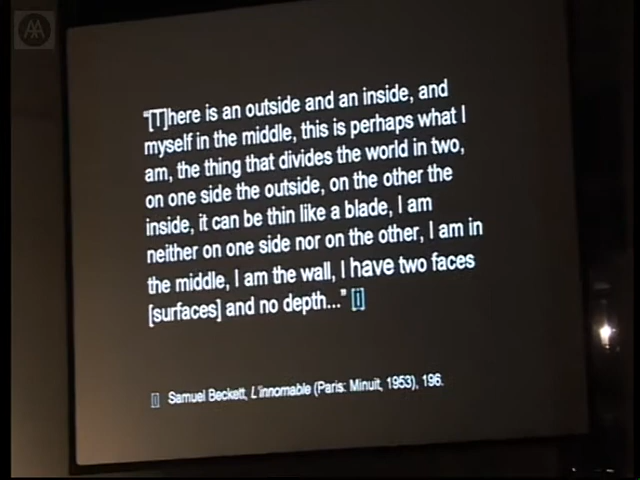 AA
"[T]here is an outside and an inside, and
myself in the middle, this is perhaps what I
am, the thing that divides the world in two,
on one side the outside, on the other the
inside, it can be thin like a blade, I am
neither on one side nor on the other, I am in
the middle, I am the wall, I have two faces
[surfaces] and no depth..." [i]
[i] Samuel Beckett, L'innomable (Paris: Minuit, 1953), 196.